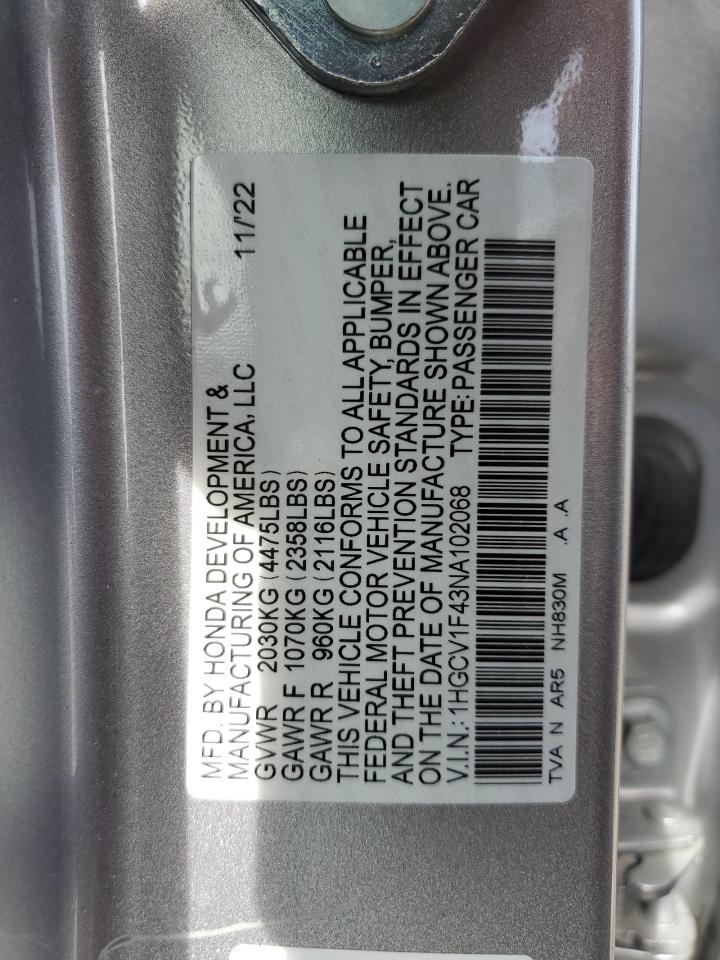 MFD. BY HONDA DEVELOPMENT &
MANUFACTURING OF AMERICA, LLC 11/'22
GVWR 2030KG (4475LBS)
GAWR F 1070KG (2358LBS)
GAWR R 960KG (2116LBS)
THIS VEHICLE CONFORMS TO ALL APPLICABLE
FEDERAL MOTOR VEHICLE SAFETY, BUMPER,
AND THEFT PREVENTION STANDARDS IN EFFECT
ON THE DATE OF MANUFACTURE SHOWN ABOVE.
V.I.N.: 1HGCV1F43NA102068 TYPE: PASSENGER CAR
TVA N AR5 NH830M .A .A